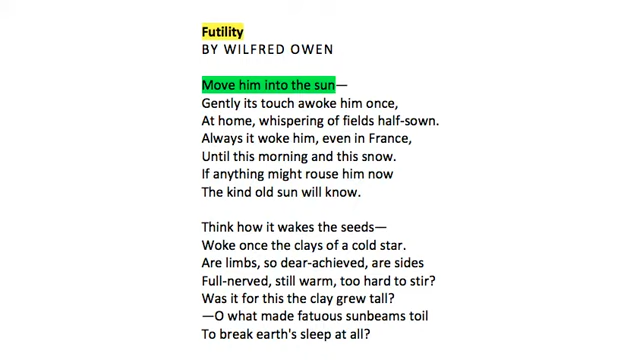 Futility
BY WILFRED OWEN
Move him into the sun—
Gently its touch awoke him once,
At home, whispering of fields half-sown.
Always it woke him, even in France,
Until this morning and this snow.
If anything might rouse him now
The kind old sun will know.
Think how it wakes the seeds—
Woke once the clays of a cold star.
Are limbs, so dear-achieved, are sides
Full-nerved, still warm, too hard to stir?
Was it for this the clay grew tall?
—O what made fatuous sunbeams toil
To break earth's sleep at all?